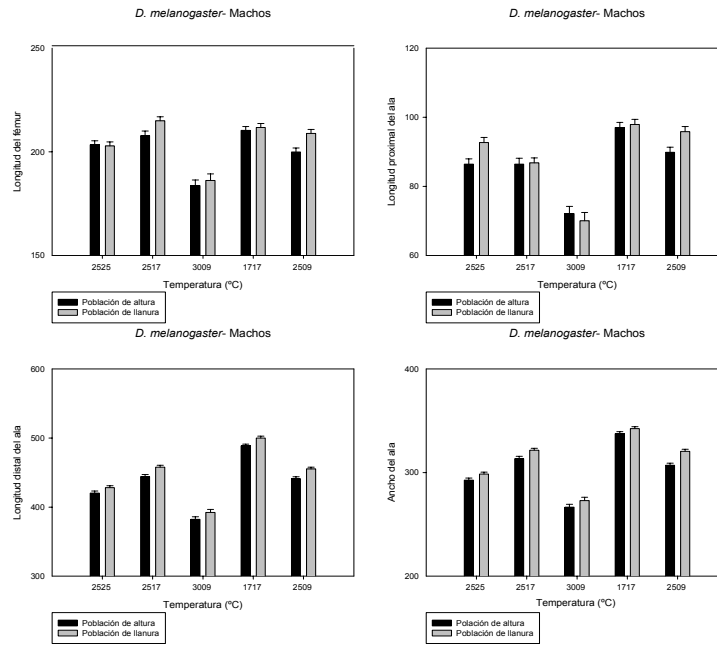 D. melanogaster- Machos
Longitud del fémur
250
200
150
2525 2517 3009 1717 2509
Temperatura (ºC)
Población de altura
Población de llanura
D. melanogaster- Machos
Longitud proximal del ala
120
100
80
60
2525 2517 3009 1717 2509
Temperatura (ºC)
Población de altura
Población de llanura
D. melanogaster- Machos
Longitud distal del ala
600
500
400
300
2525 2517 3009 1717 2509
Temperatura (ºC)
Población de altura
Población de llanura
D. melanogaster- Machos
Ancho del ala
400
300
200
2525 2517 3009 1717 2509
Temperatura (ºC)
Polación de altura
Población de llanura